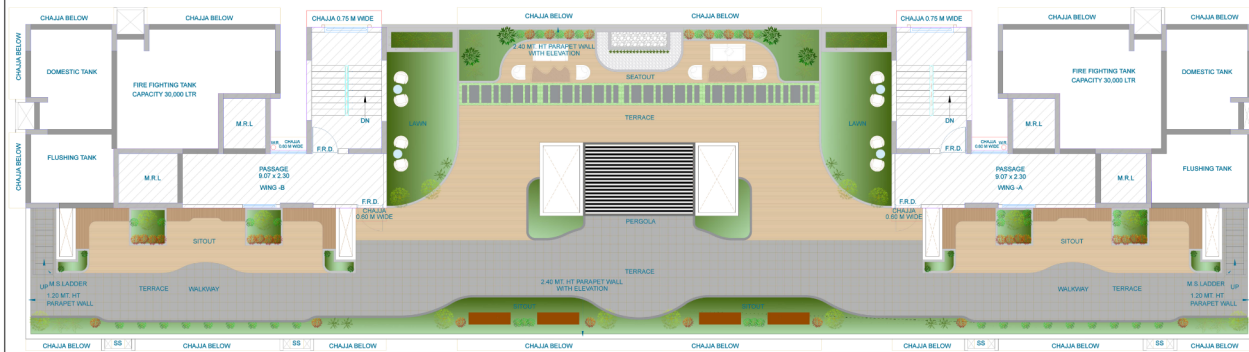 CHAJJA BELOW
CHAJJA BELOW
CHAJJA 0.75 M WIDE
CHAJJA BELOW
CHAJJA BELOW
CHAJJA 0.75 M WIDE
CHAJJA BELOW
CHAJJA BELOW
CHAJJA BELOW
DOMESTIC TANK
FIRE FIGHTING TANK
CAPACITY 30,000 LTR
M.R.L
DN
CHAJJA
0.60 M WIDE
F.R.D.
LAWN
2.40 MT. HT PARAPET WALL
WITH ELEVATION
SEATOUT
TERRACE
LAWN
DN
F.R.D.
CHAJJA
0.60 M WIDE
M.R.L
FIRE FIGHTING TANK
CAPACITY 30,000 LTR
DOMESTIC TANK
CHAJJA BELOW
FLUSHING TANK
M.R.L
PASSAGE
9.07 x 2.30
WING -B
F.R.D.
CHAJJA
0.60 M WIDE
PERGOLA
F.R.D.
CHAJJA
0.60 M WIDE
PASSAGE
9.07 x 2.30
WING -A
M.R.L
FLUSHING TANK
SITOUT
SITOUT
TERRACE
UP
M.S.LADDER
1.20 MT. HT
PARAPET WALL
TERRACE
WALKWAY
2.40 MT. HT PARAPET WALL
WITH ELEVATION
WALKWAY
TERRACE
M.S.LADDER
UP
1.20 MT. HT
PARAPET WALL
SITOUT
SITOUT
CHAJJA BELOW
SS
CHAJJA BELOW
SS
CHAJJA BELOW
CHAJJA BELOW
CHAJJA BELOW
CHAJJA BELOW
SS
CHAJJA BELOW
SS
CHAJJA BELOW